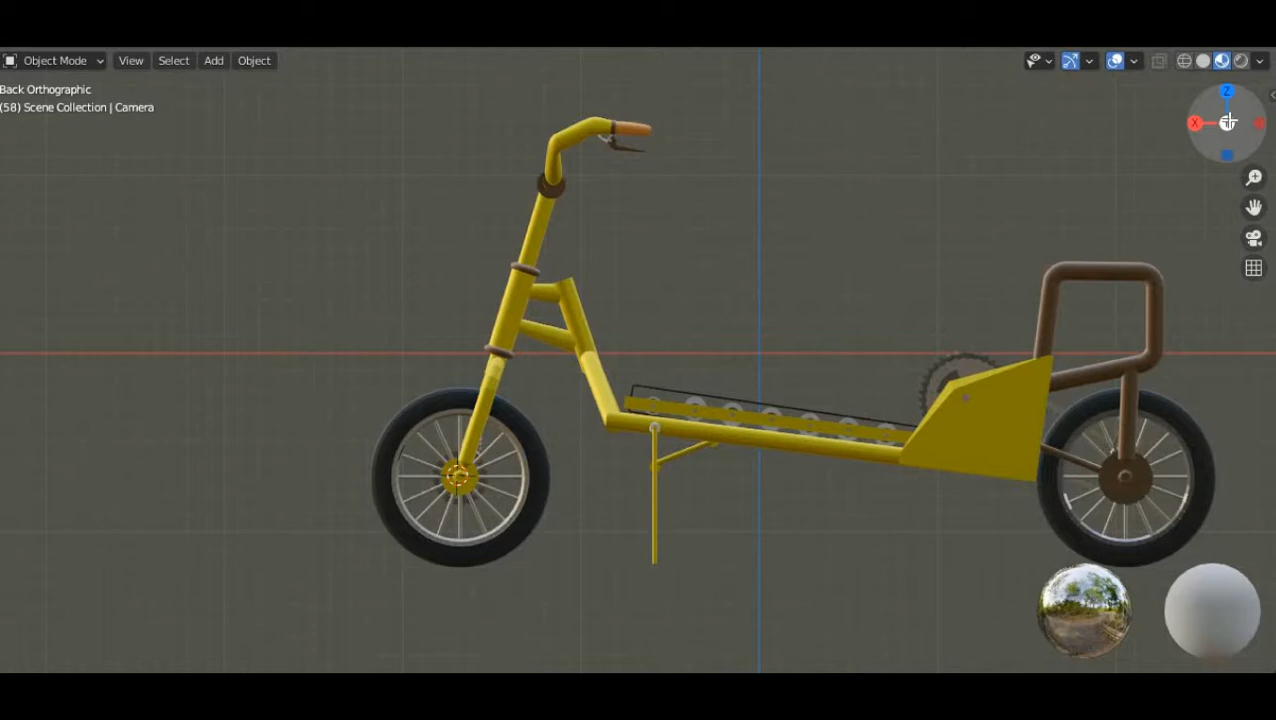 Object Mode View Select Add Object
Back Orthographic
(58) Scene Collection | Camera
Z
X